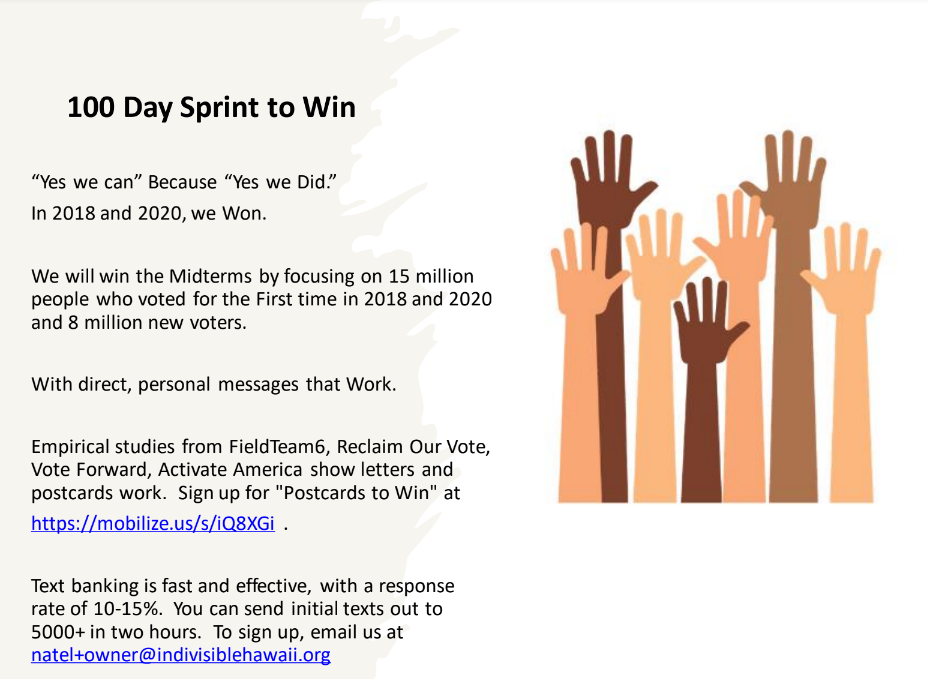 100 Day Sprint to Win
“Yes we can” Because “Yes we Did.”
In 2018 and 2020, we Won.
We will win the Midterms by focusing on 15 million
people who voted for the First time in 2018 and 2020
and 8 million new voters.
With direct, personal messages that Work.
Empirical studies from FieldTeam6, Reclaim Our Vote,
Vote Forward, Activate America show letters and
postcards work. Sign up for "Postcards to Win" at
https://mobilize.us/s/iQ8XGi .
Text banking is fast and effective, with a response
rate of 10-15%. You can send initial texts out to
5000+ in two hours. To sign up, email us at
natel+owner@indivisiblehawaii.org